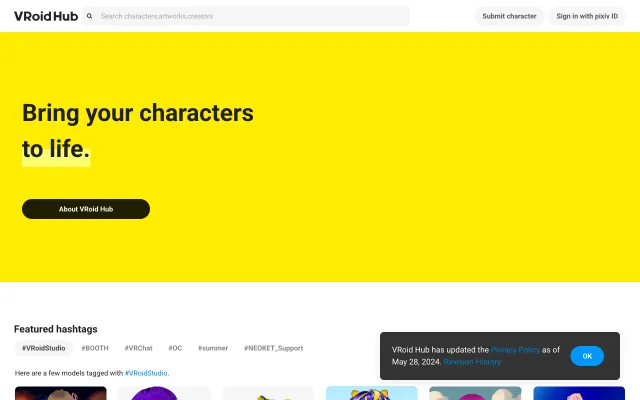 VRoid Hub
Search characters,artworks,creators
Submit character
Sign in with pixiv ID
Bring your characters
to life.
About VRoid Hub
Featured hashtags
#VRoidStudio #BOOTH #VRChat #OC #summer #NEOKET_Support
Here are a few models tagged with #VRoidStudio.
VRoid Hub has updated the Privacy Policy as of
May 28, 2024. Revision History
OK